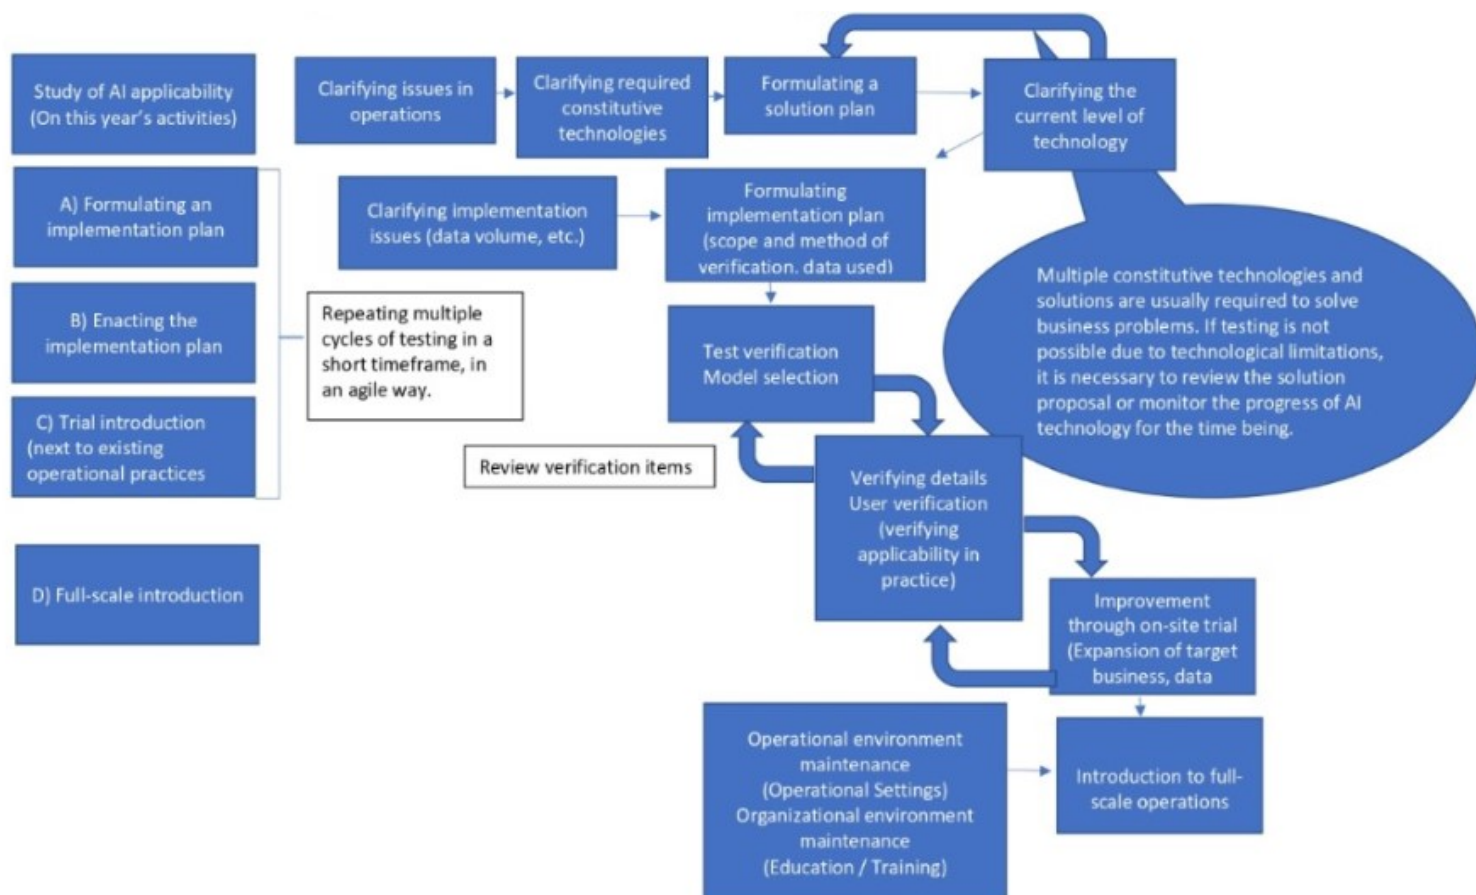 Study of AI applicability
(On this year's activities)
Clarifying issues in
operations
Clarifying required
constitutive
technologies
Formulating a
solution plan
Clarifying the
current level of
technology
A) Formulating an
implementation plan
Clarifying implementation
issues (data volume, etc.)
Formulating
implementation plan
(scope and method of
verification, data used)
Multiple constitutive technologies and
solutions are usually required to solve
business problems. If testing is not
possible due to technological limitations,
it is necessary to review the solution
proposal or monitor the progress of AI
technology for the time being.
B) Enacting the
implementation plan
Repeating multiple
cycles of testing in a
short timeframe, in
an agile way.
Test verification
Model selection
C) Trial introduction
(next to existing
operational practices
Review verification items
Verifying details
User verification
(verifying
applicability in
practice)
D) Full-scale introduction
Improvement
through on-site trial
(Expansion of target
business, data
Operational environment
maintenance
(Operational Settings)
Organizational environment
maintenance
(Education / Training)
Introduction to full-
scale operations